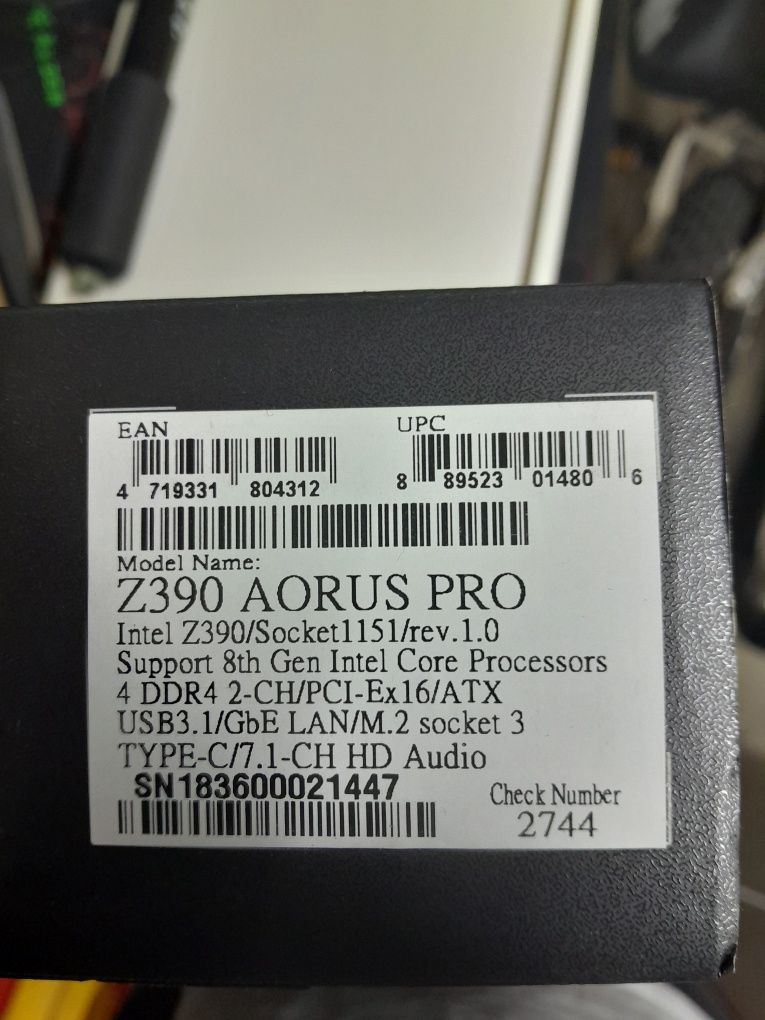 EAN
4 719331 804312
UPC
8 89523 01480 6
Model Name:
Z390 AORUS PRO
Intel Z390/Socket1151/rev.1.0
Support 8th Gen Intel Core Processors
4 DDR4 2-CH/PCI-Ex16/ATX
USB3.1/GbE LAN/M.2 socket 3
TYPE-C/7.1-CH HD Audio
SN183600021447
Check Number
2744